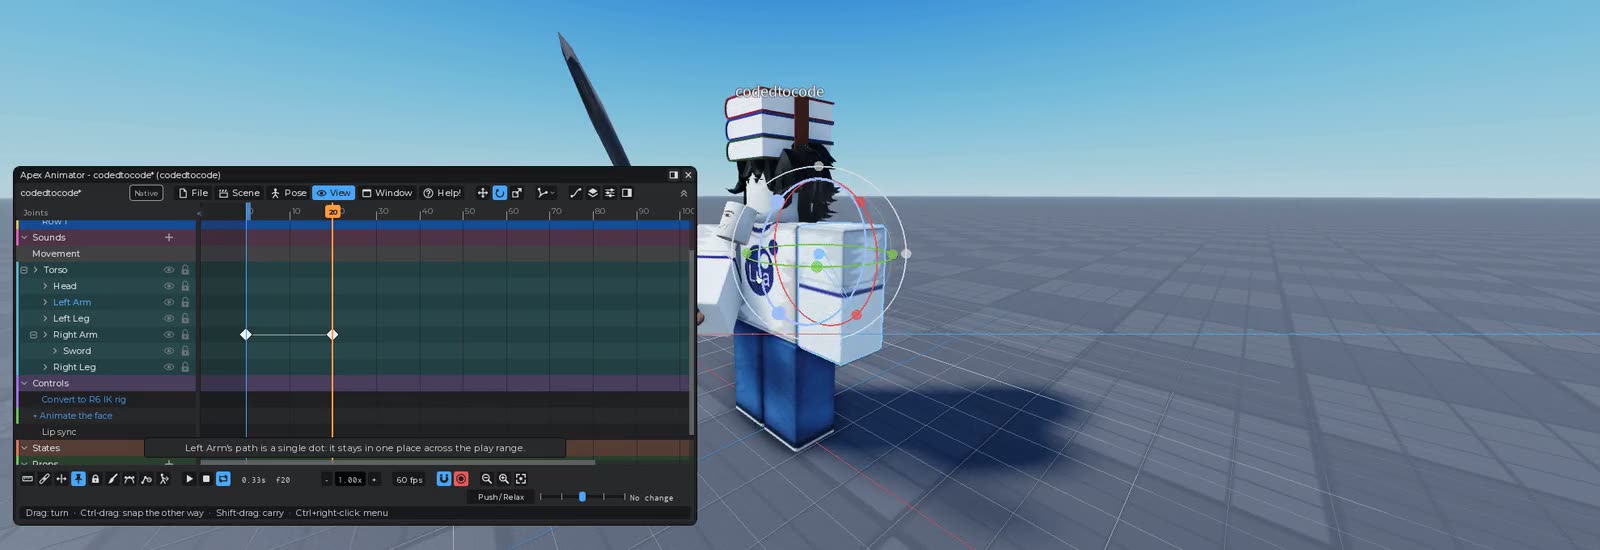 codedtocode
Apex Animator - codedtocode* (codedtocode)
codedtocode* Native File Scene Pose View Window Help!
Joints 10 20 30 40 50 60 70 80 90 100
Row 1
Sounds
Movement
Torso
Head
Left Arm
Left Leg
Right Arm
Sword
Right Leg
Controls
Convert to R6 IK rig
+ Animate the face
Lip sync
States
Left Arm's path is a single dot: it stays in one place across the play range.
Props
0.33s f20 - 1.00x + 60 fps
Push/Relax No change
Drag: turn · Ctrl-drag: snap the other way · Shift-drag: carry · Ctrl+right-click: menu